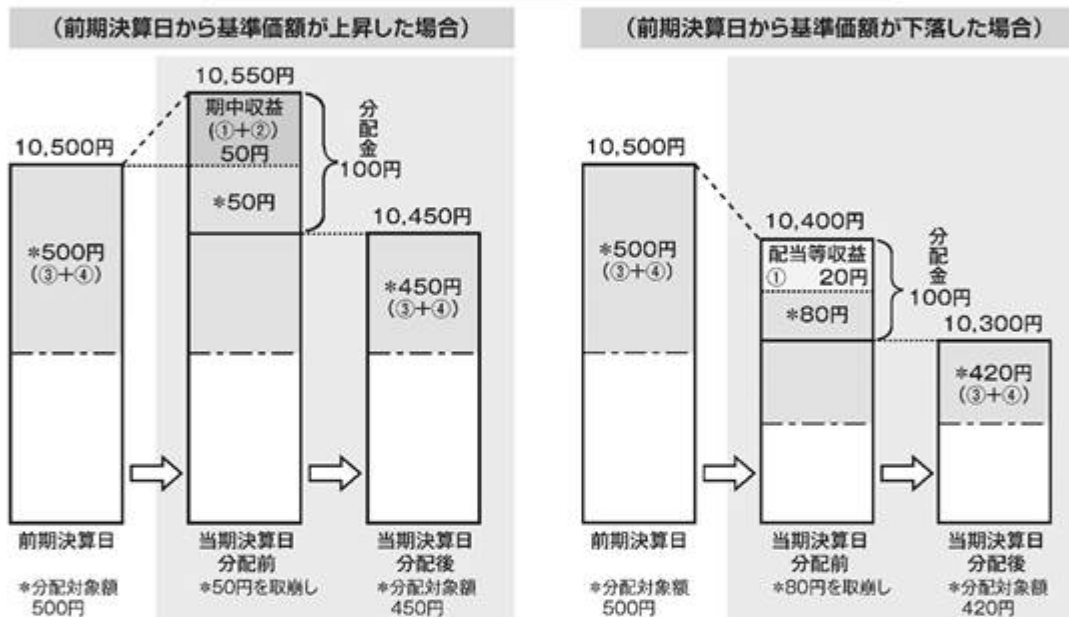 (前期決算日から基準価額が上昇した場合)
10,550円
期中収益
(①+②)
50円
*50円
分配金
100円
10,500円
*500円
(③+④)
10,450円
*450円
(③+④)
前期決算日
*分配対象額
500円
当期決算日
分配前
*50円を取崩し
当期決算日
分配後
*分配対象額
450円
(前期決算日から基準価額が下落した場合)
10,500円
*500円
(③+④)
10,400円
配当等収益
① 20円
*80円
分配金
100円
10,300円
*420円
(③+④)
前期決算日
*分配対象額
500円
当期決算日
分配前
*80円を取崩し
当期決算日
分配後
*分配対象額
420円